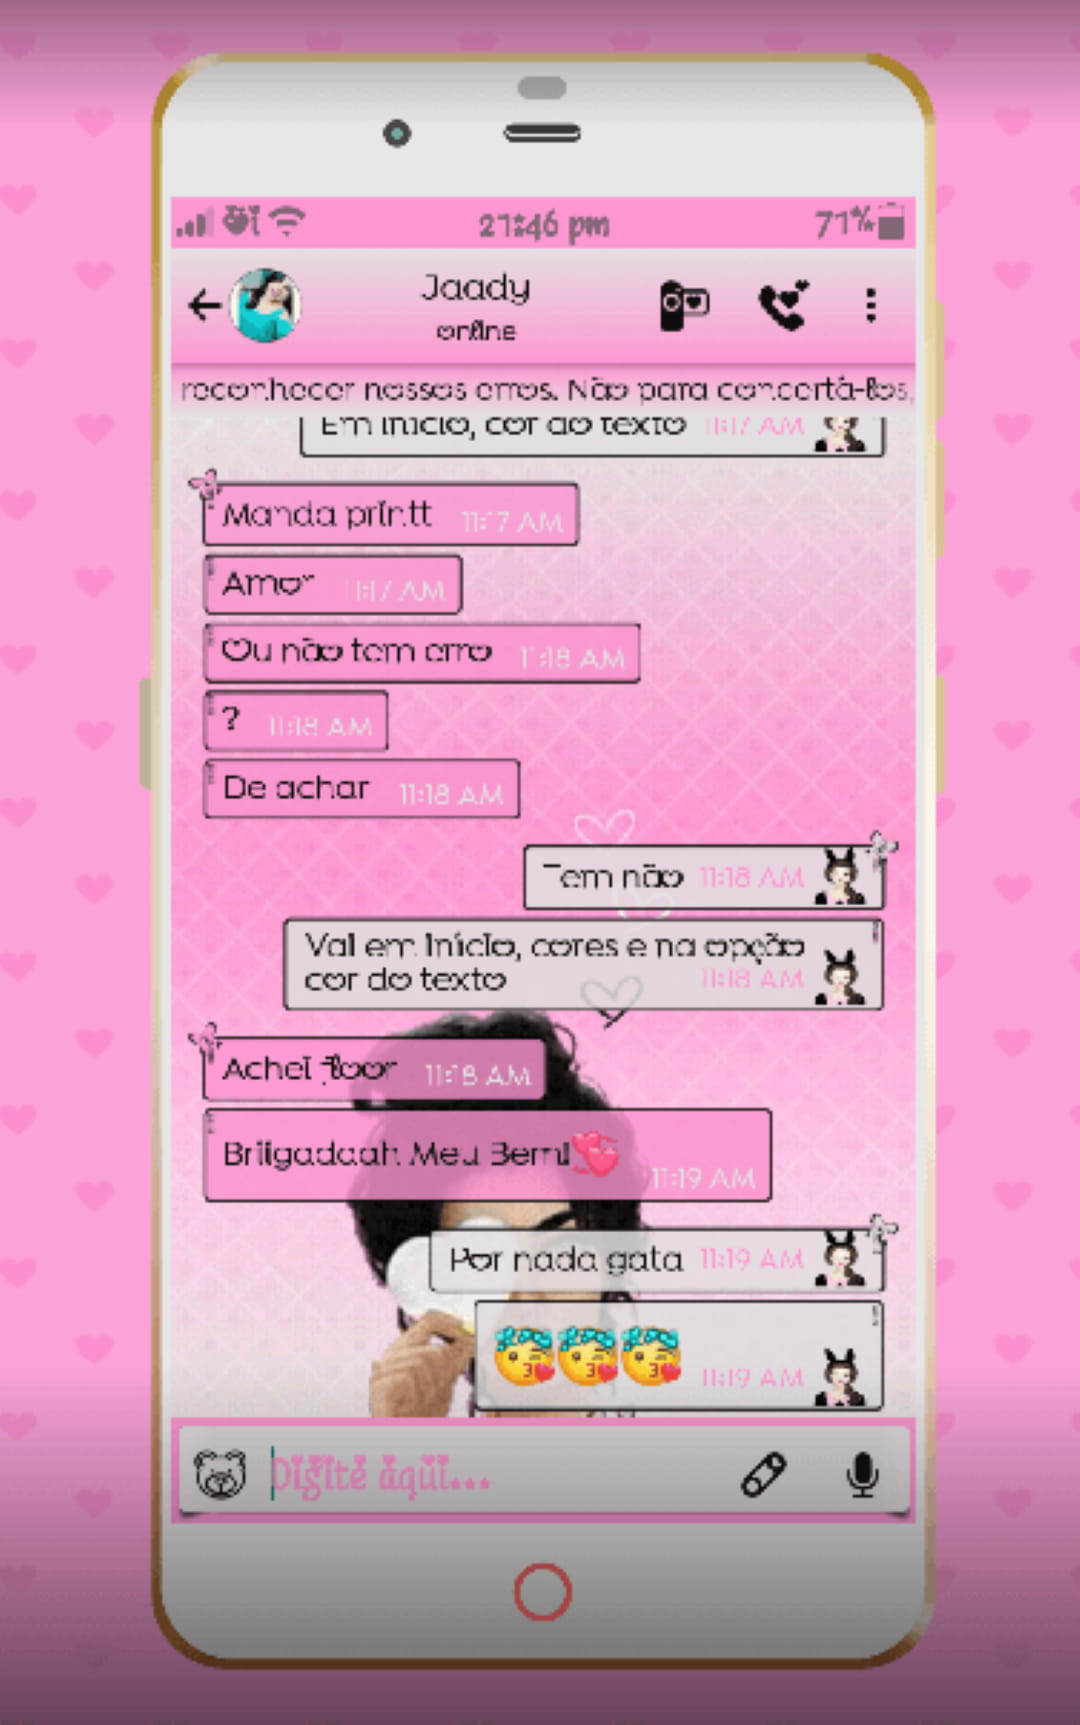 21:46 pm
71%
Jaady
online
reconhecer nossos erros. Não para concertá-los,
Em início, cor do texto 11:17 AM
Manda printt 11:17 AM
Amor 11:17 AM
Ou não tem erro 11:18 AM
? 11:18 AM
De achar 11:18 AM
Tem não 11:18 AM
Vai em início, cores e na opção
cor do texto 11:18 AM
Achei floor 11:18 AM
Briigadaah Meu Bem! 11:19 AM
Por nada gata 11:19 AM
11:19 AM
Digite aqui...